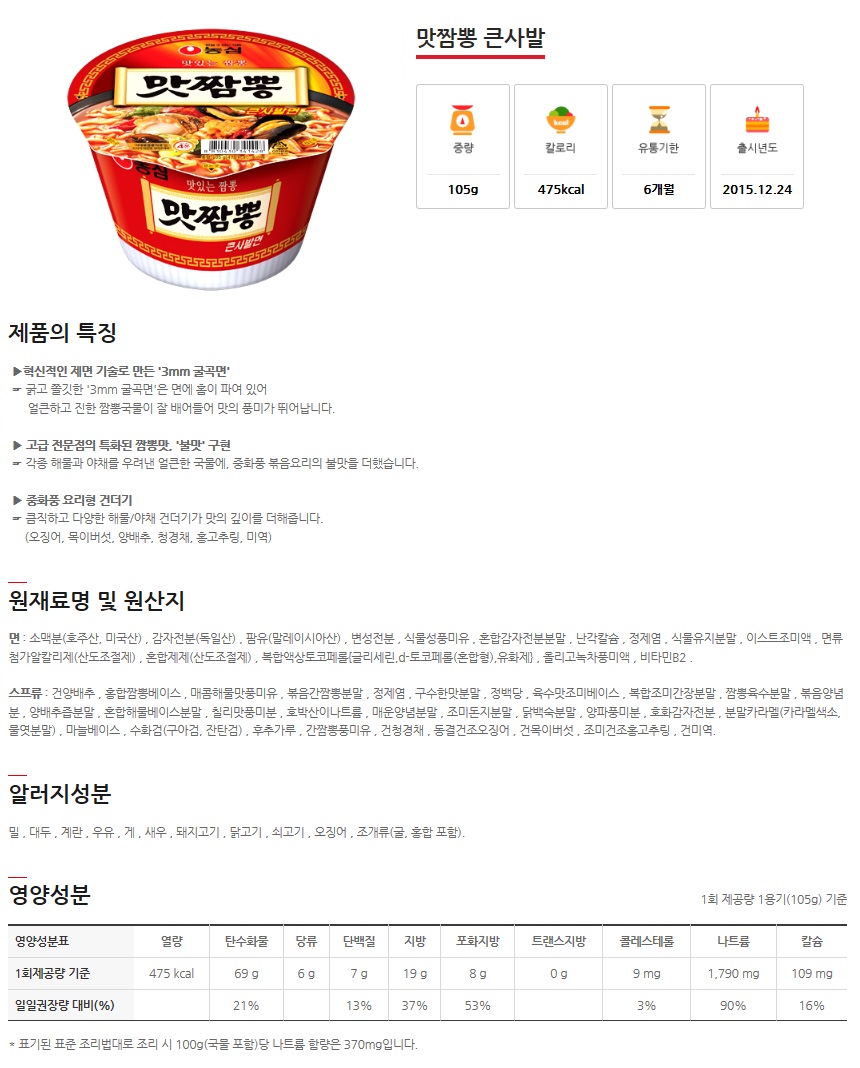 맛짬뽕 큰사발
농심
맛있는 짬뽕
맛짬뽕
큰사발면
농심
맛있는 짬뽕
맛짬뽕
큰사발면
중량
칼로리
유통기한
출시년도
kcal
105g
475kcal
6개월
2015.12.24
제품의 특징
▶혁신적인 제면 기술로 만든 '3mm 굴곡면'
☞ 굵고 쫄깃한 '3mm 굴곡면'은 면에 홈이 파여 있어
얼큰하고 진한 짬뽕국물이 잘 배어들어 맛의 풍미가 뛰어납니다.
▶ 고급 전문점의 특화된 짬뽕맛, '불맛' 구현
☞ 각종 해물과 야채를 우려낸 얼큰한 국물에, 중화풍 볶음요리의 불맛을 더했습니다.
▶ 중화풍 요리형 건더기
☞ 큼직하고 다양한 해물/야채 건더기가 맛의 깊이를 더해줍니다.
(오징어, 목이버섯, 양배추, 청경채, 홍고추링, 미역)
원재료명 및 원산지
면 : 소맥분(호주산, 미국산) , 감자전분(독일산) , 팜유(말레이시아산) , 변성전분 , 식물성풍미유 , 혼합감자전분분말 , 난각칼슘 , 정제염 , 식물유지분말 , 이스트조미액 , 면류
첨가알칼리제(산도조절제) , 혼합제제(산도조절제) , 복합액상토코페롤{글리세린,d-토코페롤(혼합형),유화제} , 올리고녹차풍미액 , 비타민B2 .
스프류 : 건양배추 , 홍합짬뽕베이스 , 매콤해물맛풍미유 , 볶음간짬뽕분말 , 정제염 , 구수한맛분말 , 정백당 , 육수맛조미베이스 , 복합조미간장분말 , 짬뽕육수분말 , 볶음양념
분 , 양배추즙분말 , 혼합해물베이스분말 , 칠리맛풍미분 , 호박산이나트륨 , 매운양념분말 , 조미돈지분말 , 닭백숙분말 , 양파풍미분 , 호화감자전분 , 분말카라멜(카라멜색소,
물엿분말) , 마늘베이스 , 수화검(구아검, 잔탄검) , 후추가루 , 간짬뽕풍미유 , 건청경채 , 동결건조오징어 , 건목이버섯 , 조미건조홍고추링 , 건미역.
알러지성분
밀 , 대두 , 계란 , 우유 , 게 , 새우 , 돼지고기 , 닭고기 , 쇠고기 , 오징어 , 조개류(굴, 홍합 포함).
영양성분
1회 제공량 1용기(105g) 기준
영양성분표 열량 탄수화물 당류 단백질 지방 포화지방 트랜스지방 콜레스테롤 나트륨 칼슘
1회제공량 기준 475 kcal 69 g 6 g 7 g 19 g 8 g 0 g 9 mg 1,790 mg 109 mg
일일권장량 대비(%) 21% 13% 37% 53% 3% 90% 16%
* 표기된 표준 조리법대로 조리 시 100g(국물 포함)당 나트륨 함량은 370mg입니다.